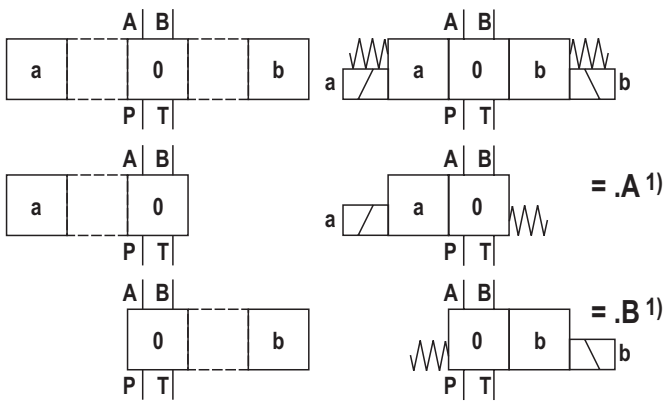 A B A B
a 0 b a 0 b
a b
P T P T
A B A B
a 0 a 0 = .A 1)
a
P T P T
A B A B
0 b 0 b = .B 1)
b
P T P T